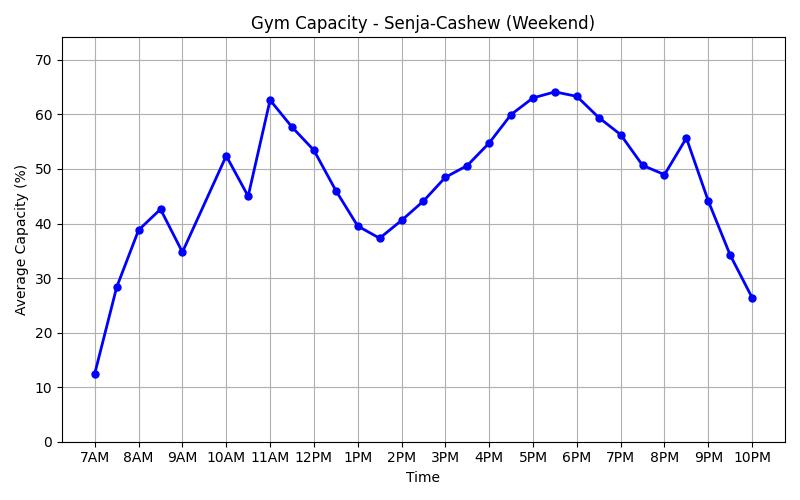 Gym Capacity - Senja-Cashew (Weekend)
Average Capacity (%)
70
60
50
40
30
20
10
0
7AM 8AM 9AM 10AM 11AM 12PM 1PM 2PM 3PM 4PM 5PM 6PM 7PM 8PM 9PM 10PM
Time